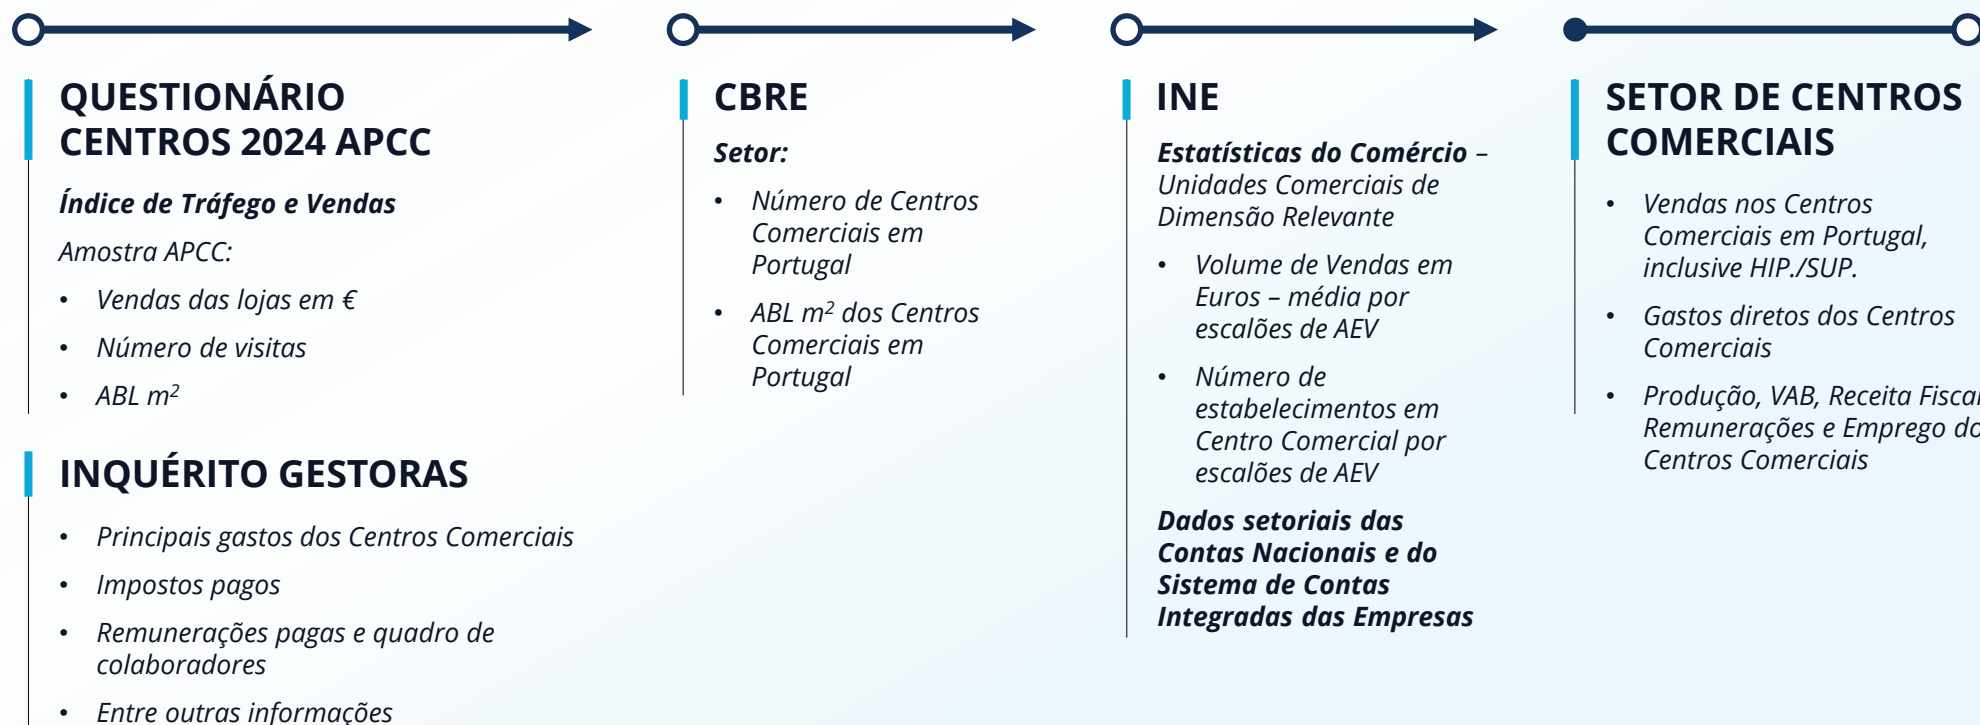 QUESTIONÁRIO
CENTROS 2024 APCC
Índice de Tráfego e Vendas
Amostra APCC:
• Vendas das lojas em €
• Número de visitas
• ABL m²
INQUÉRITO GESTORAS
• Principais gastos dos Centros Comerciais
• Impostos pagos
• Remunerações pagas e quadro de
colaboradores
• Entre outras informações
CBRE
Setor:
• Número de Centros
Comerciais em
Portugal
• ABL m² dos Centros
Comerciais em
Portugal
INE
Estatísticas do Comércio –
Unidades Comerciais de
Dimensão Relevante
• Volume de Vendas em
Euros – média por
escalões de AEV
• Número de
estabelecimentos em
Centro Comercial por
escalões de AEV
Dados setoriais das
Contas Nacionais e do
Sistema de Contas
Integradas das Empresas
SETOR DE CENTROS
COMERCIAIS
• Vendas nos Centros
Comerciais em Portugal,
inclusive HIP./SUP.
• Gastos diretos dos Centros
Comerciais
• Produção, VAB, Receita Fiscal
Remunerações e Emprego do
Centros Comerciais